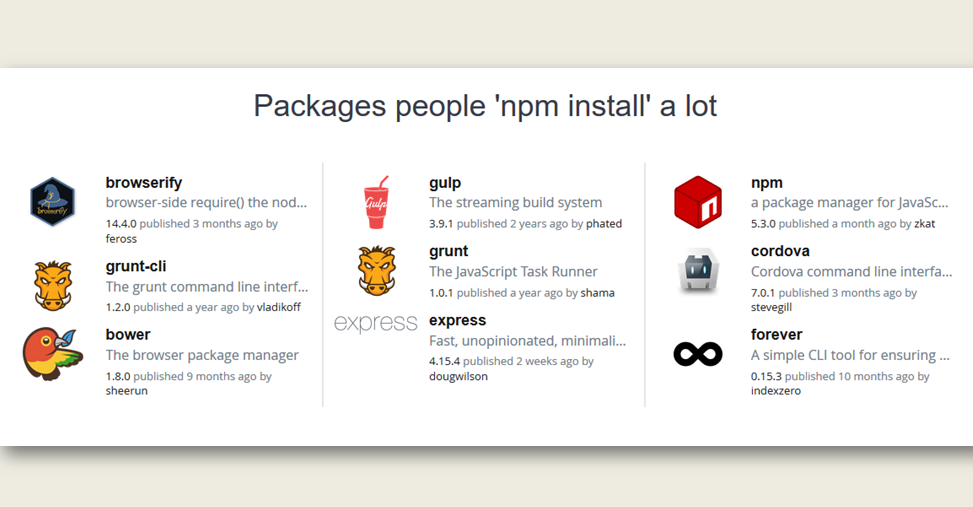 Packages people 'npm install' a lot
browserify
browserify
browser-side require() the nod...
14.4.0 published 3 months ago by
feross
grunt-cli
The grunt command line interf...
1.2.0 published a year ago by vladikoff
bower
The browser package manager
1.8.0 published 9 months ago by
sheerun
Gulp
gulp
The streaming build system
3.9.1 published 2 years ago by phated
grunt
The JavaScript Task Runner
1.0.1 published a year ago by shama
express
express
Fast, unopinionated, minimali...
4.15.4 published 2 weeks ago by
dougwilson
n
npm
a package manager for JavaSc...
5.3.0 published a month ago by zkat
cordova
Cordova command line interfa...
7.0.1 published 3 months ago by
stevegill
forever
A simple CLI tool for ensuring ...
0.15.3 published 10 months ago by
indexzero